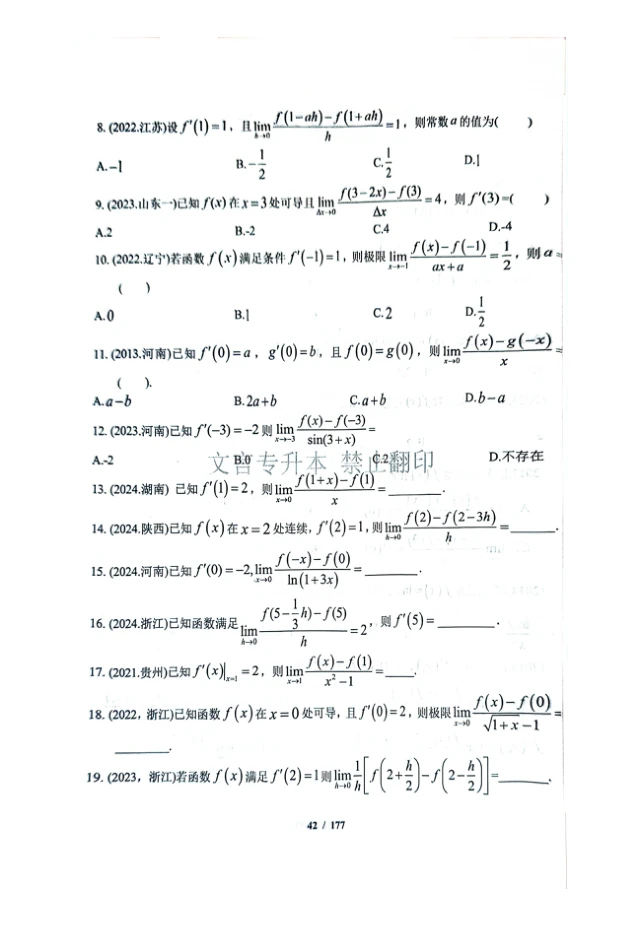 8. (2022.江苏)设 f′(1)=1，且 lim_{h→0} (f(1−ah)−f(1+ah))/h =1，则常数 a 的值为( )
A.−1 B.−1/2 C.1/2 D.1
9. (2023.山东一)已知 f(x) 在 x=3 处可导且 lim_{Δx→0} (f(3−2x)−f(3))/Δx =4，则 f′(3)=( )
A.2 B.-2 C.4 D.-4
10. (2022.辽宁)若函数 f(x) 满足条件 f′(−1)=1，则极限 lim_{x→−1} (f(x)−f(−1))/(ax+a) = 1/2，则 a =
( )
A.0 B.1 C.2 D.1/2
11. (2013.河南)已知 f′(0)=a，g′(0)=b，且 f(0)=g(0)，则 lim_{x→0} (f(x)−g(−x))/x =
( ).
A.a−b B.2a+b C.a+b D.b−a
12. (2023.河南)已知 f′(−3)=−2 则 lim_{x→−3} (f(x)−f(−3))/sin(3+x) =
A.-2 B.0 C.2 D.不存在
文昔专升本 禁止翻印
13. (2024.湖南) 已知 f′(1)=2，则 lim_{x→0} (f(1+x)−f(1))/x =______.
14. (2024.陕西)已知 f(x) 在 x=2 处连续, f′(2)=1, 则 lim_{h→0} (f(2)−f(2−3h))/h =______.
15. (2024.河南)已知 f′(0)=−2, lim_{x→0} (f(−x)−f(0))/ln(1+3x) =______.
16. (2024.浙江)已知函数满足 lim_{h→0} (f(5−1/3h)−f(5))/h =2，则 f′(5)=______.
17. (2021.贵州)已知 f′(x)|_{x=1}=2，则 lim_{x→1} (f(x)−f(1))/(x²−1) =____.
18. (2022，浙江)已知函数 f(x) 在 x=0 处可导，且 f′(0)=2，则极限 lim_{x→0} (f(x)−f(0))/(√(1+x)−1) =
______.
19. (2023，浙江)若函数 f(x) 满足 f′(2)=1 则 lim_{h→0} 1/h[f(2+h/2)−f(2−h/2)]=______.
42 / 177